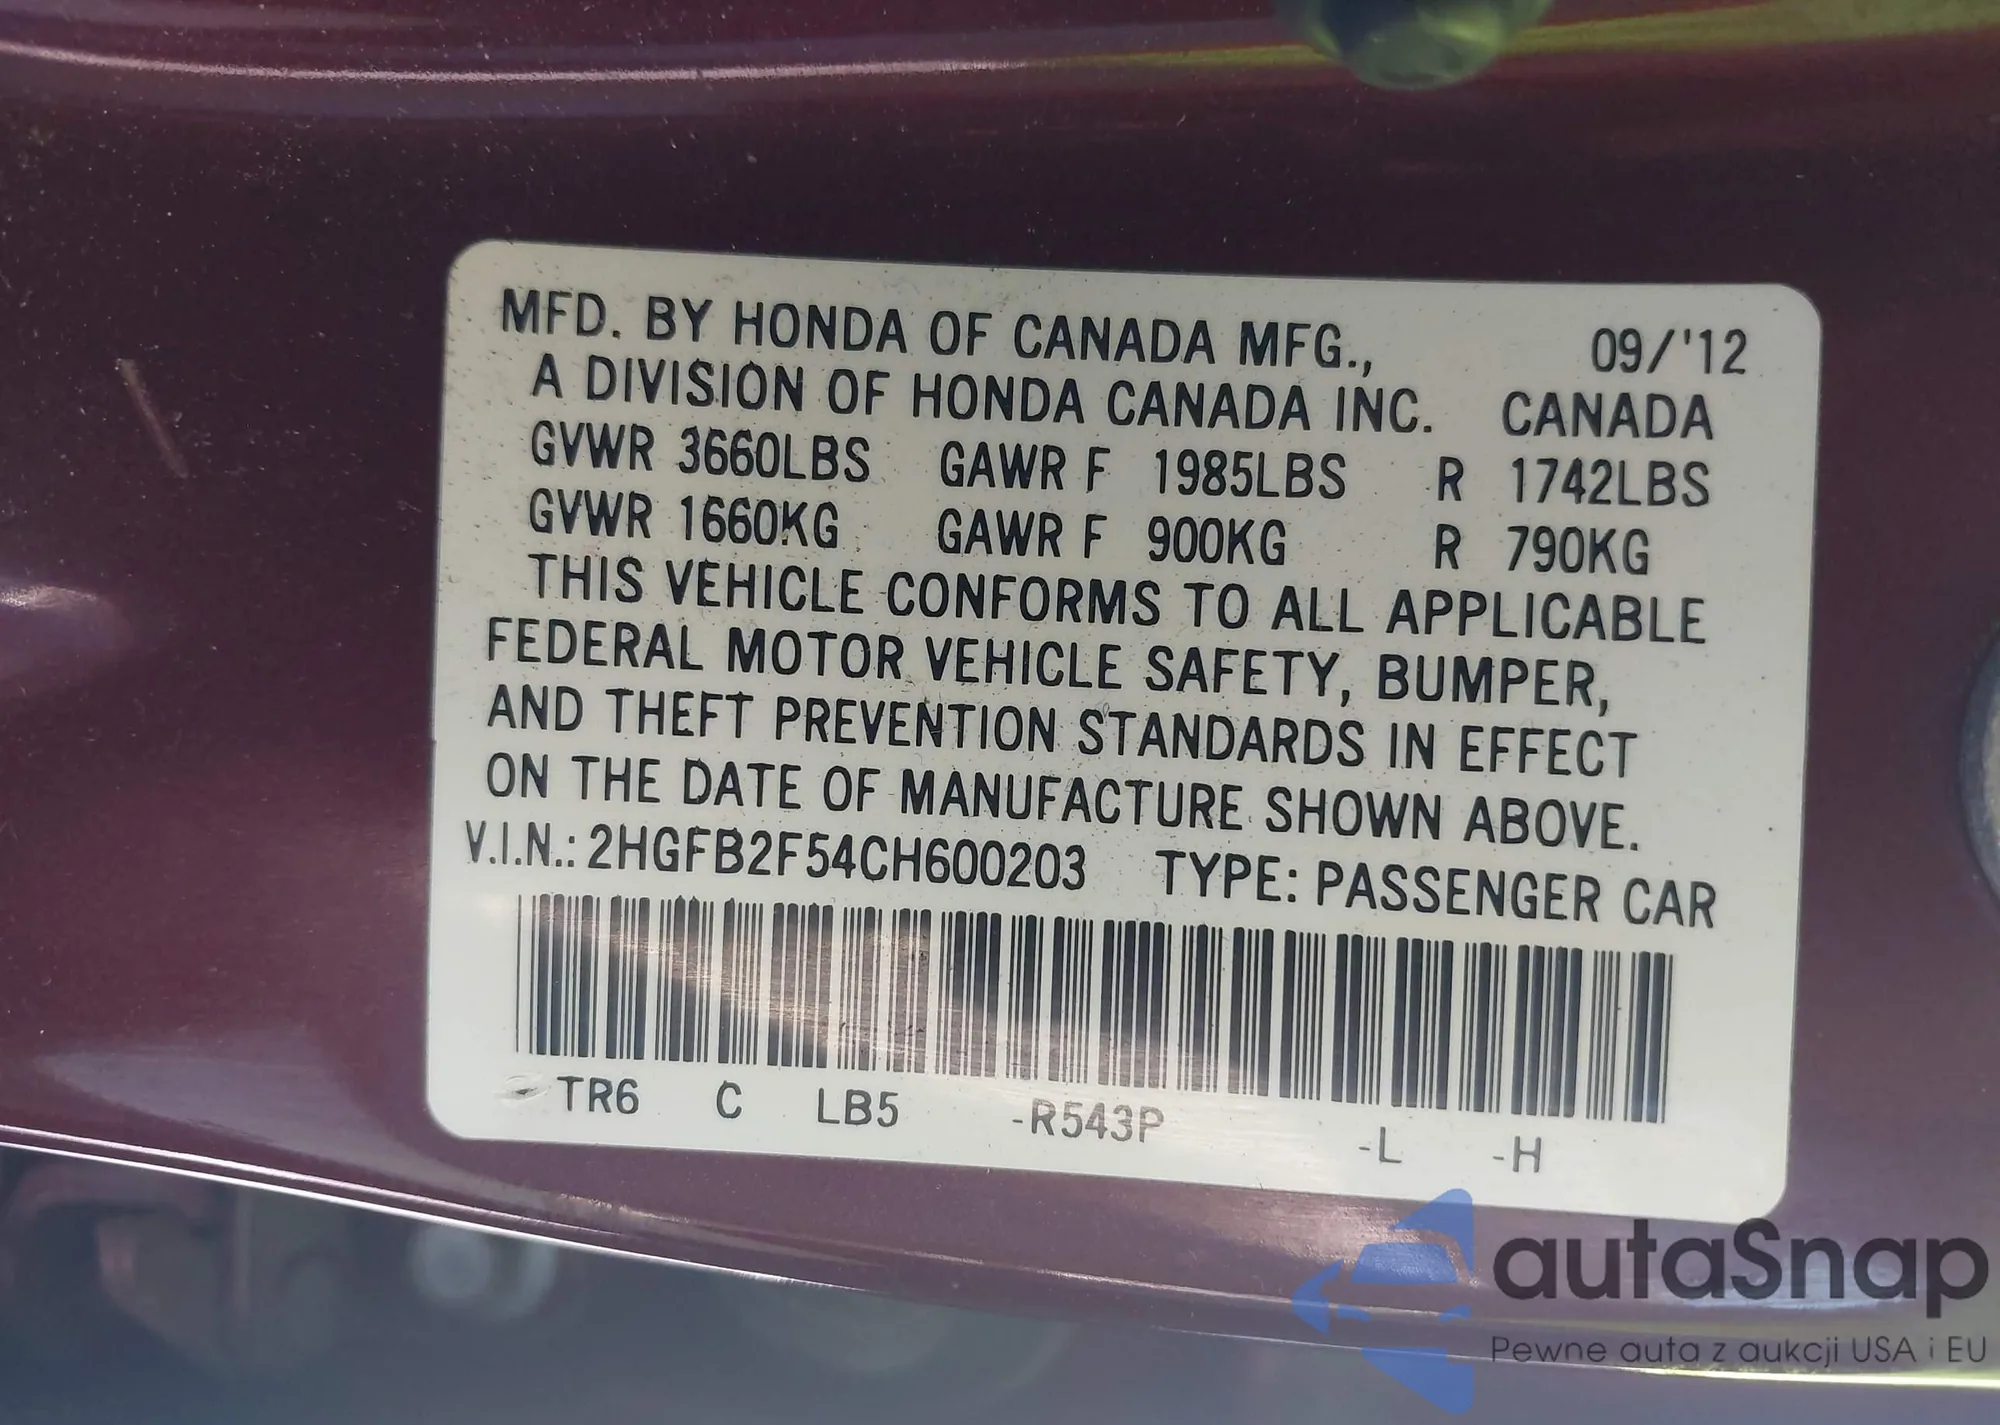 MFD. BY HONDA OF CANADA MFG., 09/'12
A DIVISION OF HONDA CANADA INC. CANADA
GVWR 3660LBS GAWR F 1985LBS R 1742LBS
GVWR 1660KG GAWR F 900KG R 790KG
THIS VEHICLE CONFORMS TO ALL APPLICABLE
FEDERAL MOTOR VEHICLE SAFETY, BUMPER,
AND THEFT PREVENTION STANDARDS IN EFFECT
ON THE DATE OF MANUFACTURE SHOWN ABOVE.
V.I.N.: 2HGFB2F54CH600203 TYPE: PASSENGER CAR
TR6 C LB5 -R543P -L -H
autaSnap
Pewne auta z aukcji USA i EU